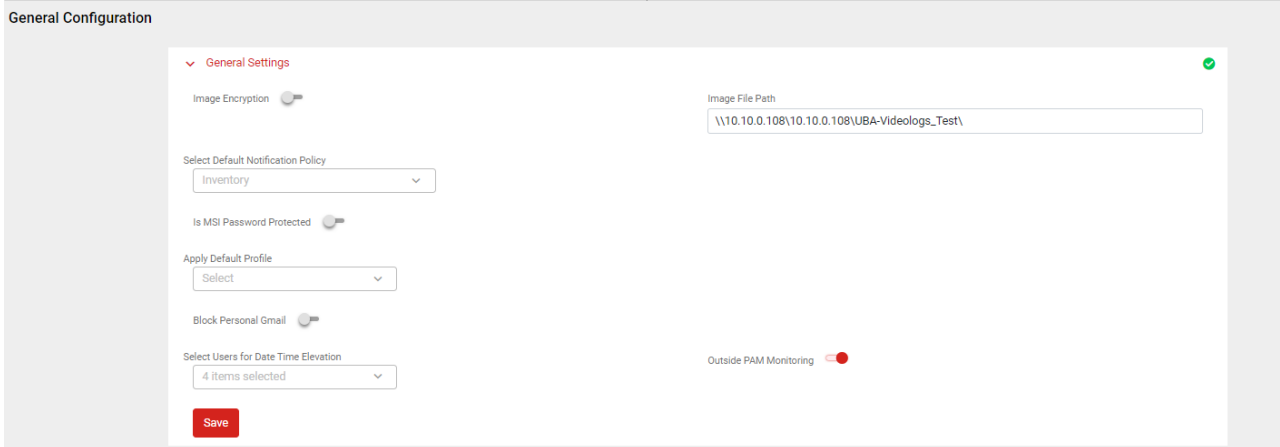 General Configuration
General Settings
Image Encryption
Image File Path
\\10.10.0.108\10.10.0.108\UBA-Videologs_Test\
Select Default Notification Policy
Inventory
Is MSI Password Protected
Apply Default Profile
Select
Block Personal Gmail
Select Users for Date Time Elevation
4 items selected
Outside PAM Monitoring
Save